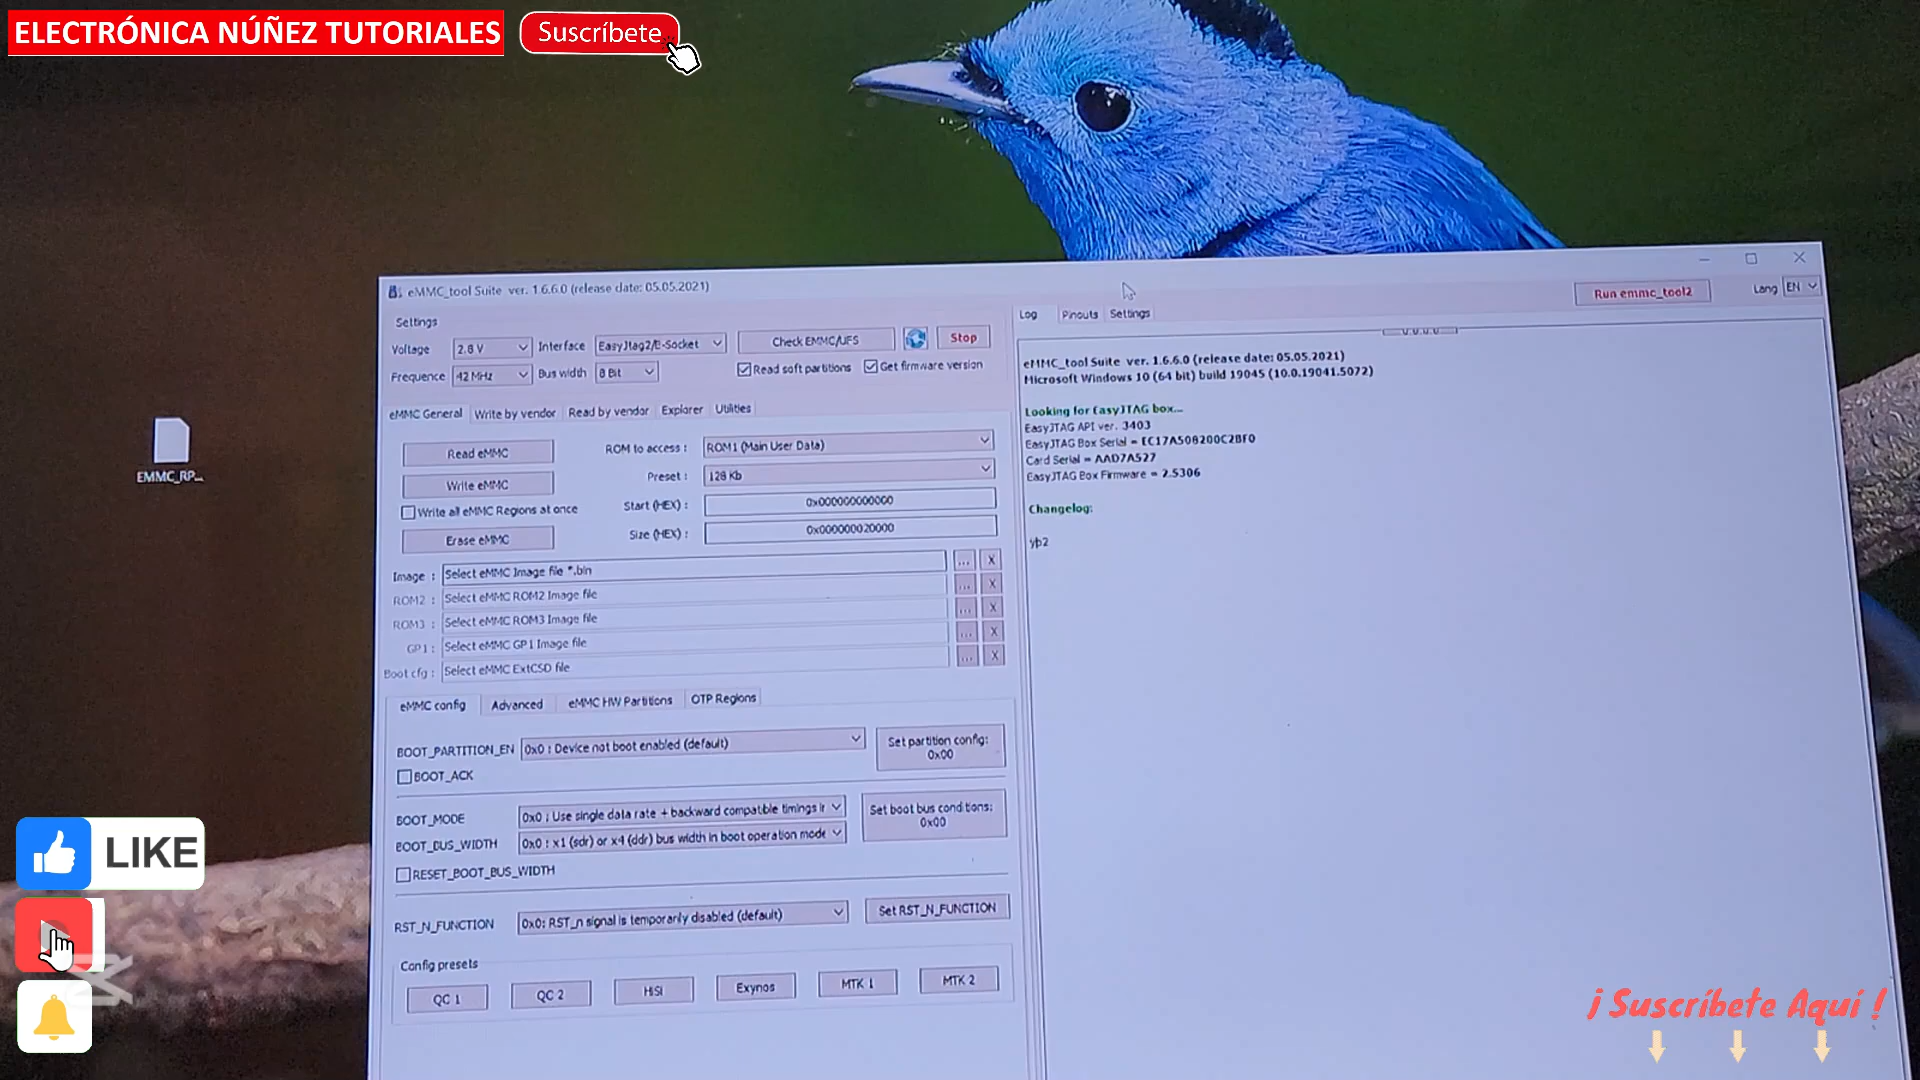 ELECTRÓNICA NÚÑEZ TUTORIALES
Suscríbete
eMMC_tool Suite ver. 1.6.6.0 (release date: 05.05.2021)
Run emmc_tool2
Lang EN
Settings
Voltage 2.8 V Interface EasyJtag2/E-Socket Check EMMC/UFS Stop
Frequence 42 MHz Bus width 8 Bit Read soft partitions Get firmware version
eMMC General Write by vendor Read by vendor Explorer Utilities
Read eMMC ROM to access : ROM1 (Main User Data)
Write eMMC Preset : 128 Kb
Write all eMMC Regions at once Start (HEX) : 0x000000000000
Erase eMMC Size (HEX) : 0x000000020000
Image : Select eMMC Image file *.bin ... X
ROM2 : Select eMMC ROM2 Image file ... X
ROM3 : Select eMMC ROM3 Image file ... X
GP1 : Select eMMC GP1 Image file ... X
Boot cfg : Select eMMC ExtCSD file ... X
eMMC config Advanced eMMC HW Partitions OTP Regions
BOOT_PARTITION_EN 0x0 : Device not boot enabled (default) Set partition config: 0x00
BOOT_ACK
BOOT_MODE 0x0 ; Use single data rate + backward compatible timings ir Set boot bus conditions: 0x00
BOOT_BUS_WIDTH 0x0 : x1 (sdr) or x4 (ddr) bus width in boot operation mode
RESET_BOOT_BUS_WIDTH
RST_N_FUNCTION 0x0: RST_n signal is temporarily disabled (default) Set RST_N_FUNCTION
Config presets
QC 1 QC 2 HiSi Exynos MTK 1 MTK 2
Log Pinouts Settings
eMMC_tool Suite ver. 1.6.6.0 (release date: 05.05.2021)
Microsoft Windows 10 (64 bit) build 19045 (10.0.19041.5072)
Looking for EasyJTAG box...
EasyJTAG API ver. 3403
EasyJTAG Box Serial = EC17A508200C2BF0
Card Serial = AAD7A527
EasyJTAG Box Firmware = 2.5306
Changelog:
yb2
EMMC_RP...
LIKE
¡ Suscríbete Aquí !